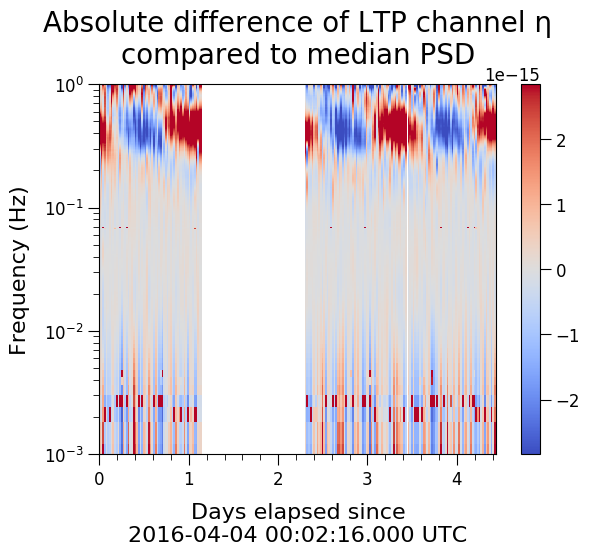 Absolute difference of LTP channel η
compared to median PSD
1e−15
10⁰
10⁻¹
10⁻²
10⁻³
Frequency (Hz)
2
1
0
−1
−2
0 1 2 3 4
Days elapsed since
2016-04-04 00:02:16.000 UTC